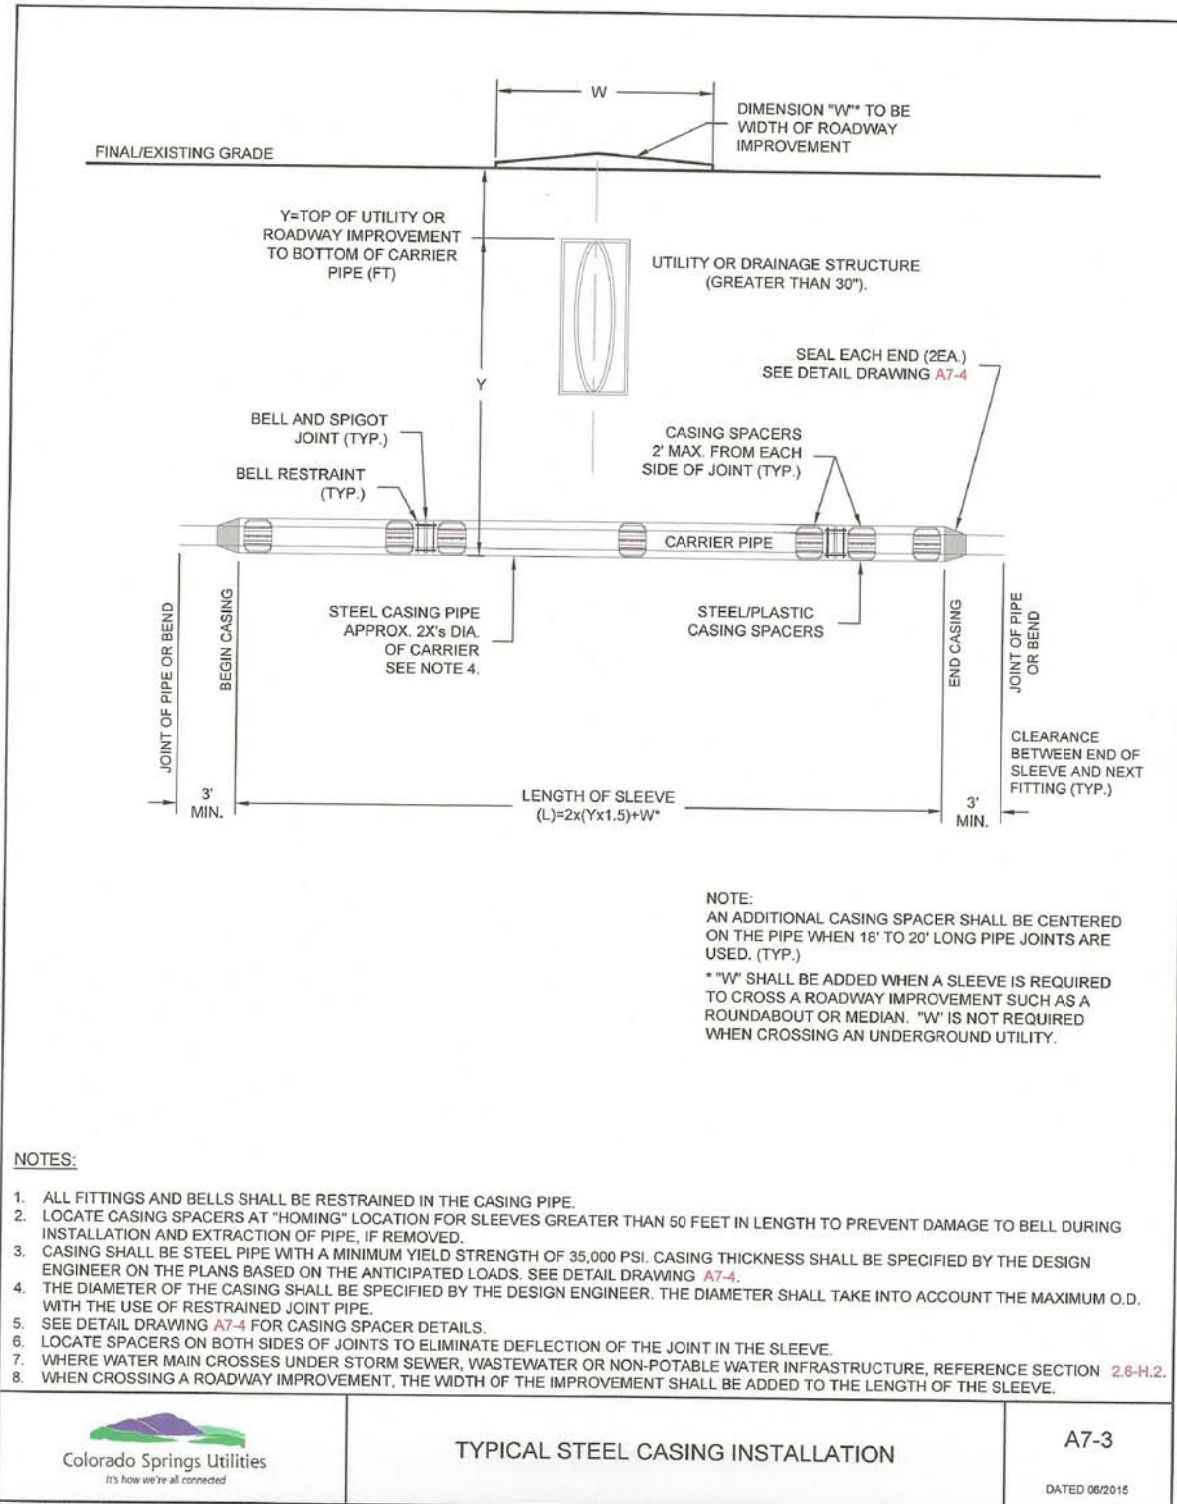 W
DIMENSION "W"* TO BE
WIDTH OF ROADWAY
IMPROVEMENT
FINAL/EXISTING GRADE
Y=TOP OF UTILITY OR
ROADWAY IMPROVEMENT
TO BOTTOM OF CARRIER
PIPE (FT)
UTILITY OR DRAINAGE STRUCTURE
(GREATER THAN 30").
SEAL EACH END (2EA.)
SEE DETAIL DRAWING A7-4
Y
BELL AND SPIGOT
JOINT (TYP.)
CASING SPACERS
2' MAX. FROM EACH
SIDE OF JOINT (TYP.)
BELL RESTRAINT
(TYP.)
CARRIER PIPE
STEEL CASING PIPE
APPROX. 2X's DIA.
OF CARRIER
SEE NOTE 4.
STEEL/PLASTIC
CASING SPACERS
JOINT OF PIPE OR BEND
BEGIN CASING
END CASING
JOINT OF PIPE
OR BEND
CLEARANCE
BETWEEN END OF
SLEEVE AND NEXT
FITTING (TYP.)
3'
MIN.
LENGTH OF SLEEVE
(L)=2x(Yx1.5)+W*
3'
MIN.
NOTE:
AN ADDITIONAL CASING SPACER SHALL BE CENTERED
ON THE PIPE WHEN 18' TO 20' LONG PIPE JOINTS ARE
USED. (TYP.)
* "W" SHALL BE ADDED WHEN A SLEEVE IS REQUIRED
TO CROSS A ROADWAY IMPROVEMENT SUCH AS A
ROUNDABOUT OR MEDIAN. "W" IS NOT REQUIRED
WHEN CROSSING AN UNDERGROUND UTILITY.
NOTES:
1. ALL FITTINGS AND BELLS SHALL BE RESTRAINED IN THE CASING PIPE.
2. LOCATE CASING SPACERS AT "HOMING" LOCATION FOR SLEEVES GREATER THAN 50 FEET IN LENGTH TO PREVENT DAMAGE TO BELL DURING
INSTALLATION AND EXTRACTION OF PIPE, IF REMOVED.
3. CASING SHALL BE STEEL PIPE WITH A MINIMUM YIELD STRENGTH OF 35,000 PSI. CASING THICKNESS SHALL BE SPECIFIED BY THE DESIGN
ENGINEER ON THE PLANS BASED ON THE ANTICIPATED LOADS. SEE DETAIL DRAWING A7-4.
4. THE DIAMETER OF THE CASING SHALL BE SPECIFIED BY THE DESIGN ENGINEER. THE DIAMETER SHALL TAKE INTO ACCOUNT THE MAXIMUM O.D.
WITH THE USE OF RESTRAINED JOINT PIPE.
5. SEE DETAIL DRAWING A7-4 FOR CASING SPACER DETAILS.
6. LOCATE SPACERS ON BOTH SIDES OF JOINTS TO ELIMINATE DEFLECTION OF THE JOINT IN THE SLEEVE.
7. WHERE WATER MAIN CROSSES UNDER STORM SEWER, WASTEWATER OR NON-POTABLE WATER INFRASTRUCTURE, REFERENCE SECTION 2.6-H.2.
8. WHEN CROSSING A ROADWAY IMPROVEMENT, THE WIDTH OF THE IMPROVEMENT SHALL BE ADDED TO THE LENGTH OF THE SLEEVE.
Colorado Springs Utilities
It's how we're all connected
TYPICAL STEEL CASING INSTALLATION
A7-3
DATED 06/2015